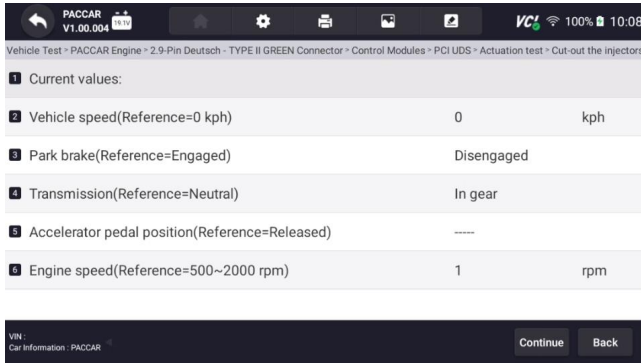 PACCAR
V1.00.004
19.1V
VCI
100%
10:08
Vehicle Test > PACCAR Engine > 2.9-Pin Deutsch - TYPE II GREEN Connector > Control Modules > PCI UDS > Actuation test > Cut-out the injectors
1 Current values:
2 Vehicle speed(Reference=0 kph) 0 kph
3 Park brake(Reference=Engaged) Disengaged
4 Transmission(Reference=Neutral) In gear
5 Accelerator pedal position(Reference=Released) -----
6 Engine speed(Reference=500~2000 rpm) 1 rpm
VIN :
Car Information : PACCAR
Continue Back